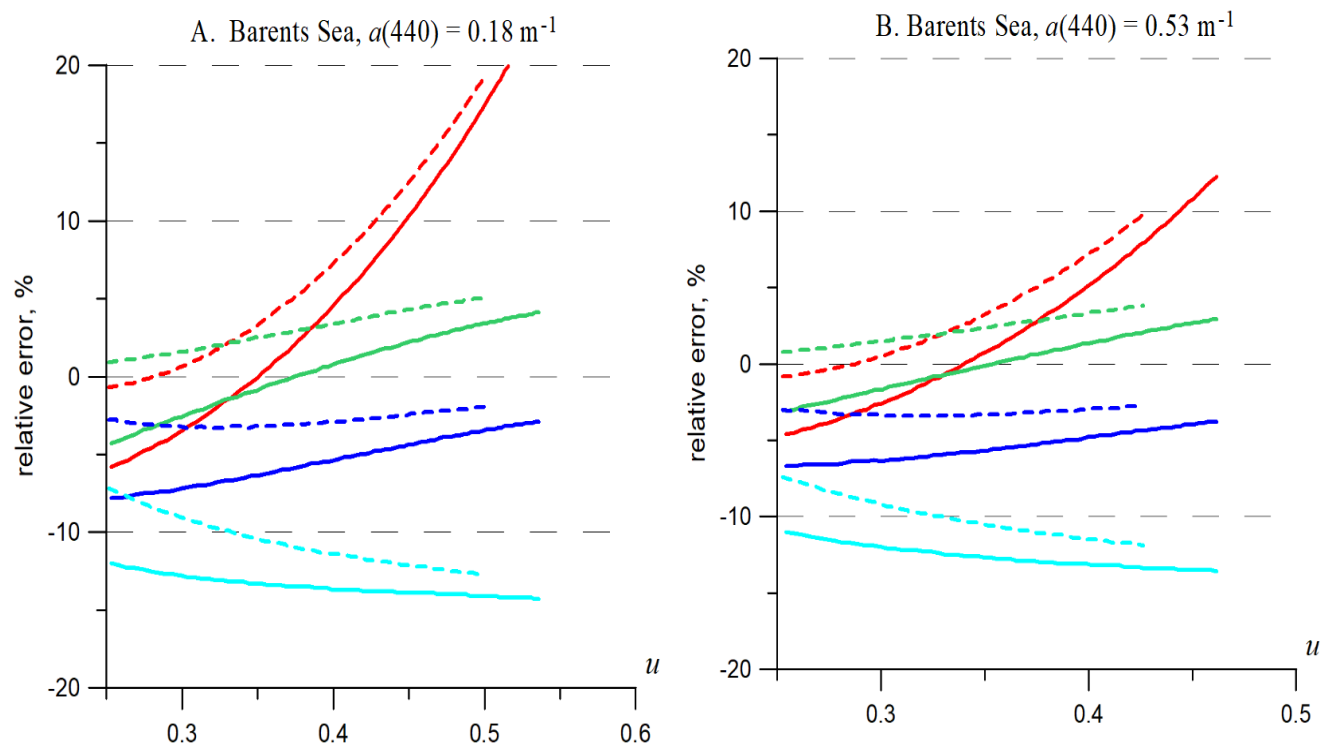 A. Barents Sea, a(440) = 0.18 m⁻¹
20
10
0
-10
-20
relative error, %
0.3 0.4 0.5 0.6
u
B. Barents Sea, a(440) = 0.53 m⁻¹
20
10
0
-10
-20
relative error, %
0.3 0.4 0.5
u